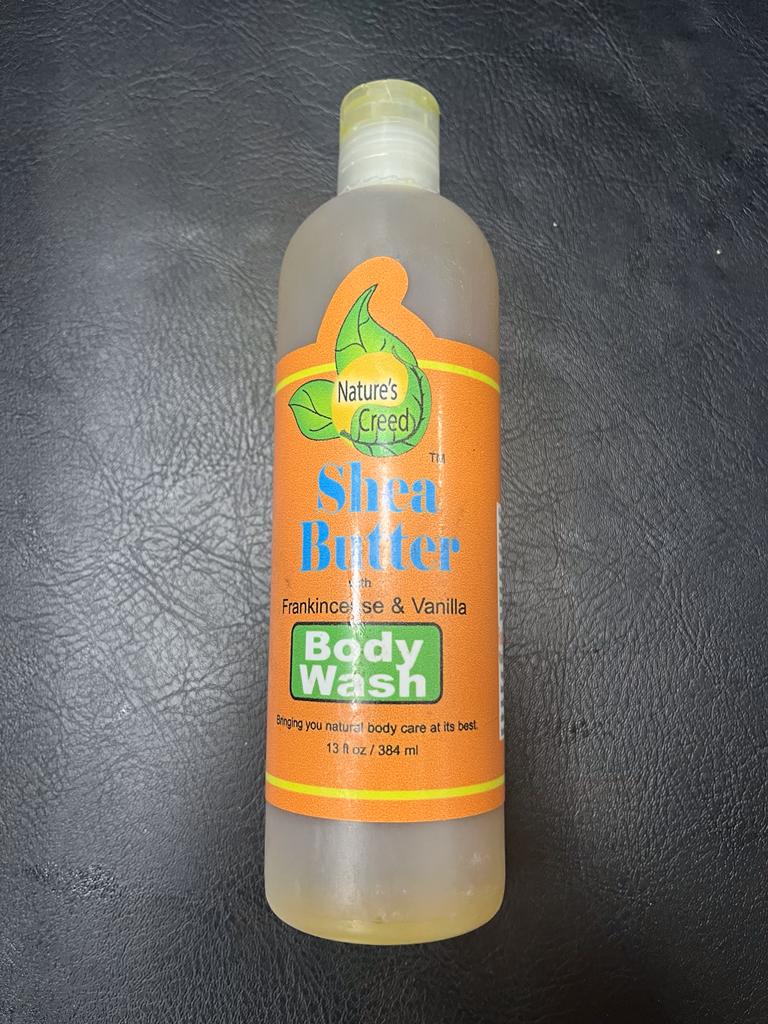 Nature's
Creed
TM
Shea
Butter
with
Frankincense & Vanilla
Body
Wash
Bringing you natural body care at its best.
13 fl oz / 384 ml